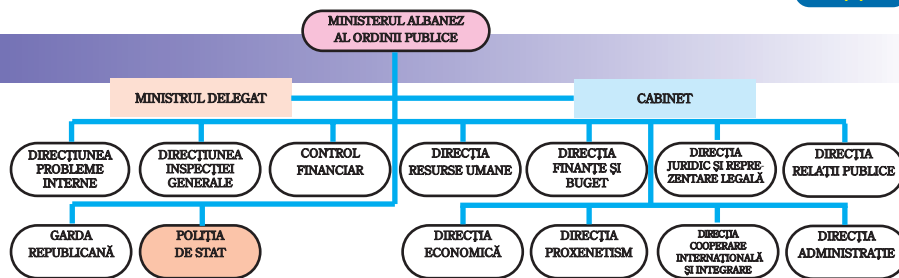 MINISTERUL ALBANEZ
AL ORDINII PUBLICE
MINISTRUL DELEGAT
CABINET
DIRECȚIUNEA
PROBLEME
INTERNE
DIRECȚIUNEA
INSPECȚIEI
GENERALE
CONTROL
FINANCIAR
DIRECȚIA
RESURSE UMANE
DIRECȚIA
FINANȚE ȘI
BUGET
DIRECȚIA
JURIDIC ȘI REPRE-
ZENTARE LEGALĂ
DIRECȚIA
RELAȚII PUBLICE
GARDA
REPUBLICANĂ
POLIȚIA
DE STAT
DIRECȚIA
ECONOMICĂ
DIRECȚIA
PROXENETISM
DIRECȚIA
COOPERARE
INTERNAȚIONALĂ
ȘI INTEGRARE
DIRECȚIA
ADMINISTRAȚIE